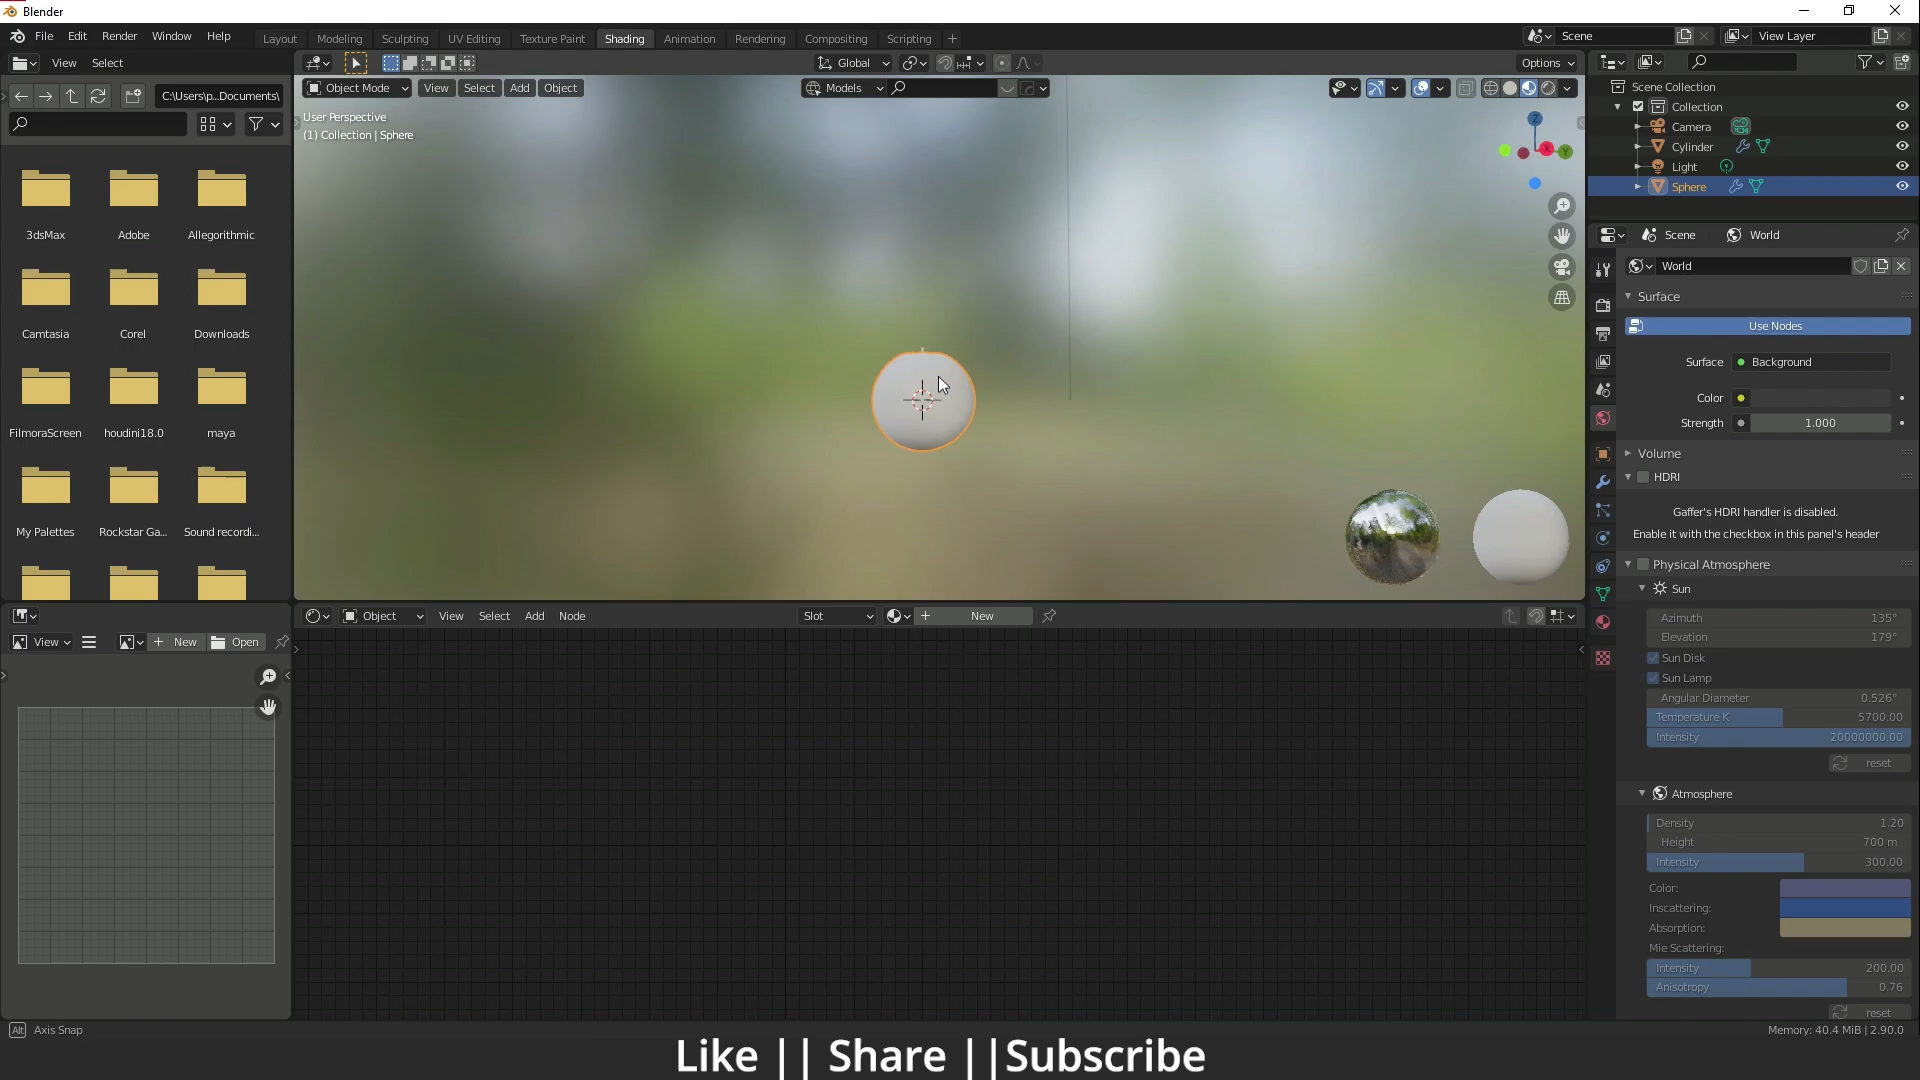 Blender
File Edit Render Window Help
Layout Modeling Sculpting UV Editing Texture Paint Shading Animation Rendering Compositing Scripting
Scene
View Layer
View Select
Global
Options
C:\Users\p...Documents\
Object Mode View Select Add Object
Models
User Perspective
(1) Collection | Sphere
Z
X
Y
Scene Collection
Collection
Camera
Cylinder
Light
Sphere
3dsMax Adobe Allegorithmic
Camtasia Corel Downloads
FilmoraScreen houdini18.0 maya
My Palettes Rockstar Ga... Sound recordi...
Scene World
World
Surface
Use Nodes
Surface Background
Color
Strength 1.000
Volume
HDRI
Gaffer's HDRI handler is disabled.
Enable it with the checkbox in this panel's header
Physical Atmosphere
Sun
Azimuth 135°
Elevation 179°
Sun Disk
Sun Lamp
Angular Diameter 0.526°
Temperature K 5700.00
Intensity 20000000.00
reset
Atmosphere
Density 1.20
Height 700 m
Intensity 300.00
Color:
Inscattering:
Absorption:
Mie Scattering:
Intensity 200.00
Anisotropy 0.76
reset
Object View Select Add Node
Slot
New
View
New
Open
Alt Axis Snap
Memory: 40.4 MiB | 2.90.0
Like || Share ||Subscribe